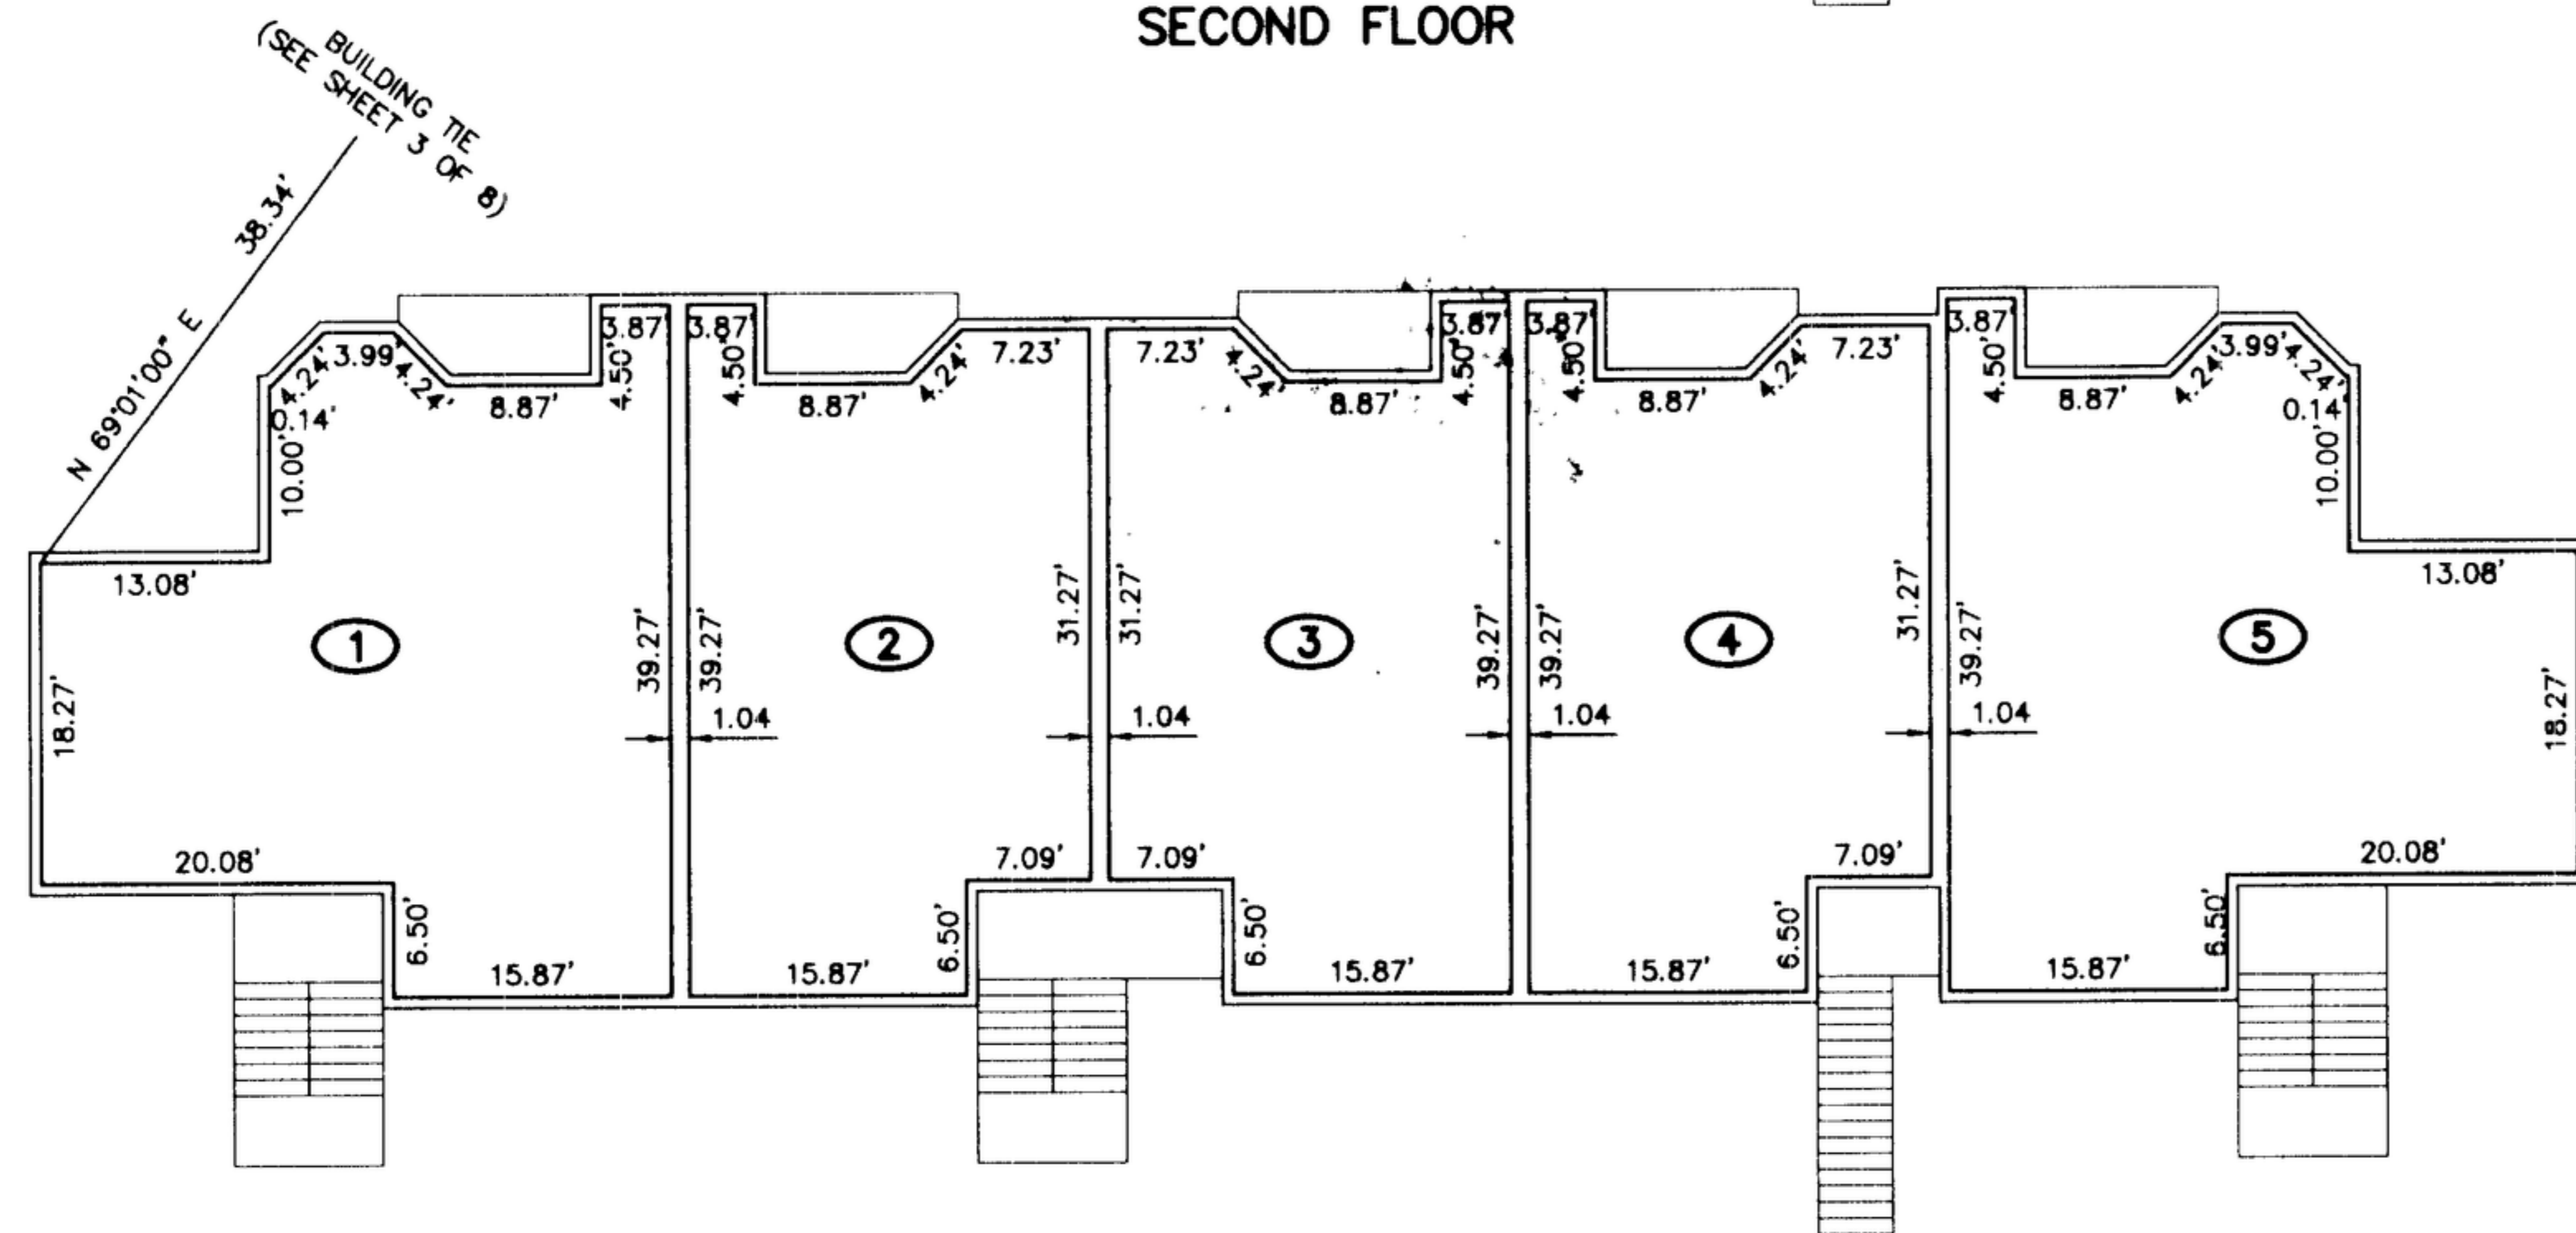 SECOND FLOOR
BUILDING TIE
(SEE SHEET 3 OF 8)
N 69°01'00" E 38.34'
3.87' 3.87' 3.87' 3.87' 3.87'
4.24' 3.99' 4.24' 8.87' 4.50'
4.50' 8.87' 4.24' 7.23'
7.23' 4.24' 8.87' 4.50'
4.50' 8.87' 4.24' 7.23'
4.50' 8.87' 4.24' 3.99' 4.24'
0.14' 0.14'
10.00' 10.00'
13.08' 13.08'
1 2 3 4 5
18.27' 39.27' 39.27' 31.27' 31.27' 39.27' 39.27' 31.27' 39.27' 18.27'
1.04 1.04 1.04 1.04
20.08' 7.09' 7.09' 7.09' 20.08'
6.50' 6.50' 6.50' 6.50' 6.50'
15.87' 15.87' 15.87' 15.87' 15.87'